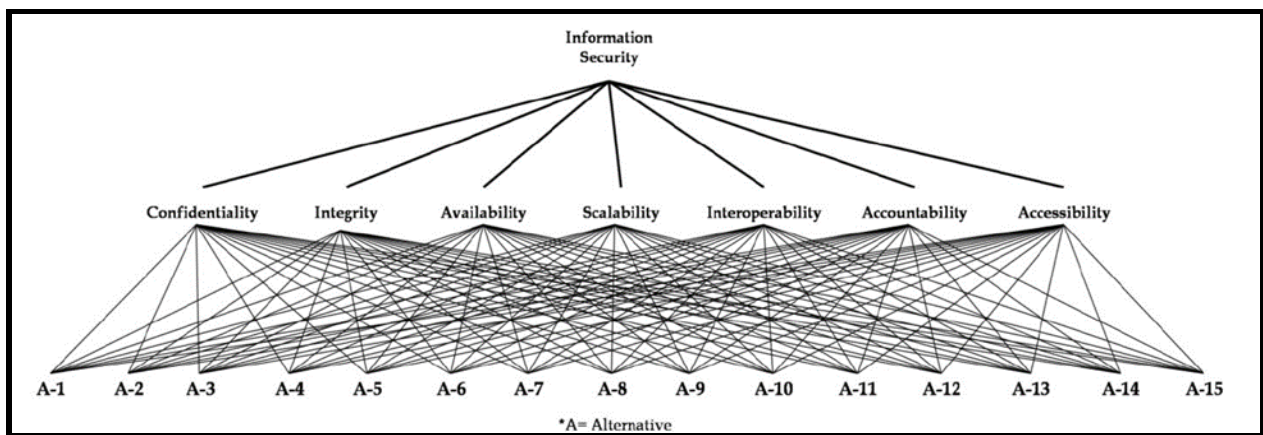 Information
Security
Confidentiality Integrity Availability Scalability Interoperability Accountability Accessibility
A-1 A-2 A-3 A-4 A-5 A-6 A-7 A-8 A-9 A-10 A-11 A-12 A-13 A-14 A-15
*A= Alternative